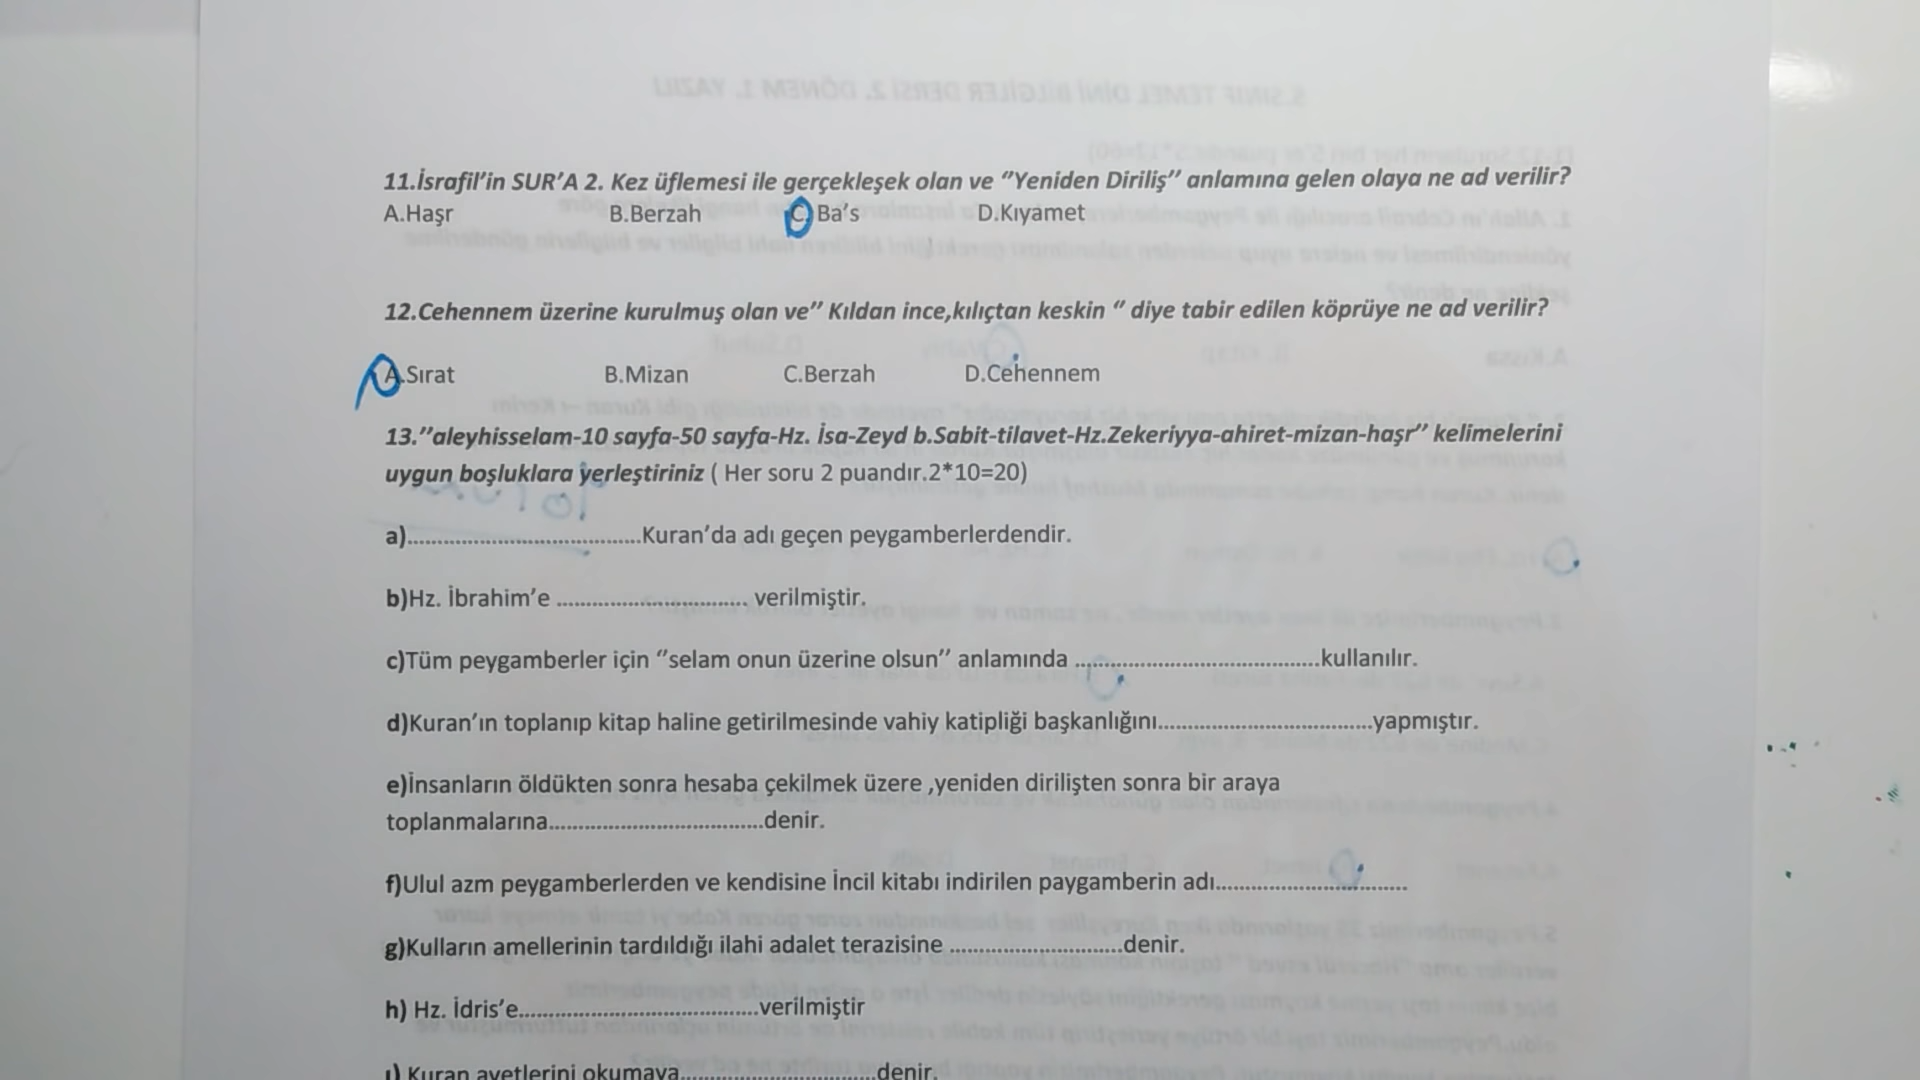 11.İsrafil'in SUR'A 2. Kez üflemesi ile gerçekleşek olan ve ''Yeniden Diriliş'' anlamına gelen olaya ne ad verilir?
A.Haşr B.Berzah C.Ba's D.Kıyamet
12.Cehennem üzerine kurulmuş olan ve'' Kıldan ince,kılıçtan keskin '' diye tabir edilen köprüye ne ad verilir?
A.Sırat B.Mizan C.Berzah D.Cehennem
13.''aleyhisselam-10 sayfa-50 sayfa-Hz. İsa-Zeyd b.Sabit-tilavet-Hz.Zekeriyya-ahiret-mizan-haşr'' kelimelerini
uygun boşluklara yerleştiriniz ( Her soru 2 puandır.2*10=20)
a)......................................Kuran'da adı geçen peygamberlerdendir.
b)Hz. İbrahim'e ................................ verilmiştir.
c)Tüm peygamberler için ''selam onun üzerine olsun'' anlamında ........................................kullanılır.
d)Kuran'ın toplanıp kitap haline getirilmesinde vahiy katipliği başkanlığını...................................yapmıştır.
e)İnsanların öldükten sonra hesaba çekilmek üzere ,yeniden dirilişten sonra bir araya
toplanmalarına...................................denir.
f)Ulul azm peygamberlerden ve kendisine İncil kitabı indirilen paygamberin adı................................
g)Kulların amellerinin tardıldığı ilahi adalet terazisine ............................denir.
h) Hz. İdris'e.......................................verilmiştir
ı) Kuran ayetlerini okumaya................................denir.